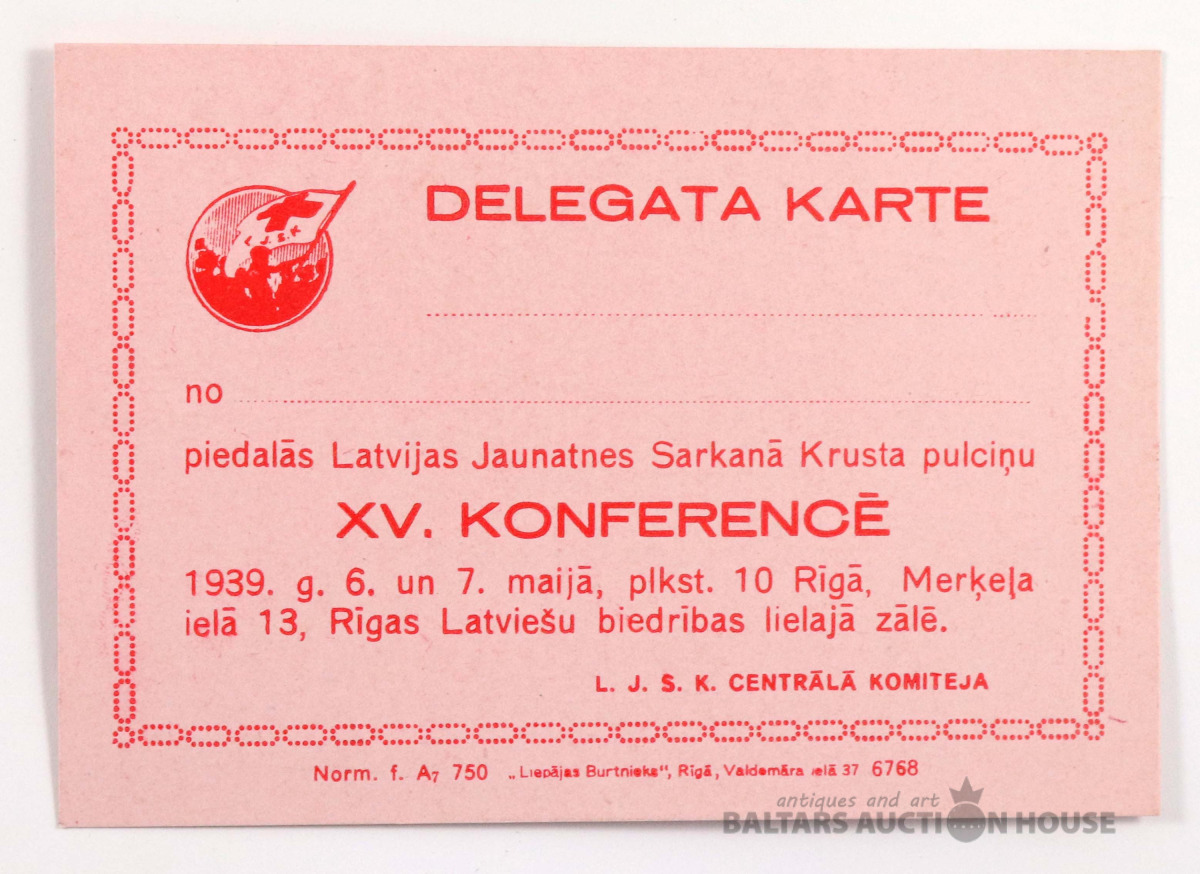 DELEGATA KARTE
L. J. S. K
no
piedalās Latvijas Jaunatnes Sarkanā Krusta pulciņu
XV. KONFERENCĒ
1939. g. 6. un 7. maijā, plkst. 10 Rīgā, Merķeļa
ielā 13, Rīgas Latviešu biedrības lielajā zālē.
L. J. S. K. CENTRĀLĀ KOMITEJA
Norm. f. A7 750 „Liepājas Burtnieks", Rīgā, Valdemāra ielā 37 6768
antiques and art
BALTARS AUCTION HOUSE